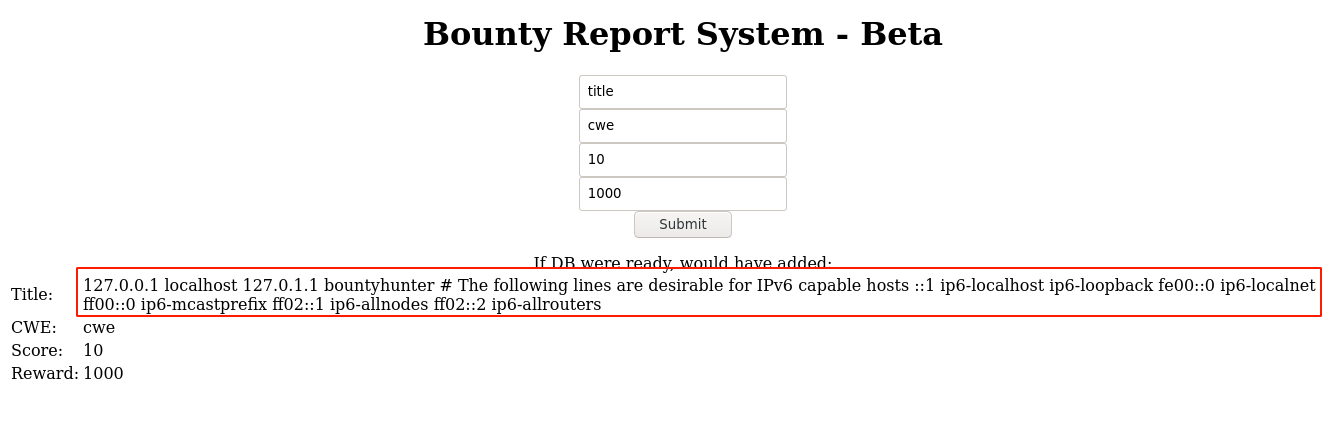 Bounty Report System - Beta
title
cwe
10
1000
Submit
If DB were ready, would have added:
Title: 127.0.0.1 localhost 127.0.1.1 bountyhunter # The following lines are desirable for IPv6 capable hosts ::1 ip6-localhost ip6-loopback fe00::0 ip6-localnet
ff00::0 ip6-mcastprefix ff02::1 ip6-allnodes ff02::2 ip6-allrouters
CWE: cwe
Score: 10
Reward: 1000